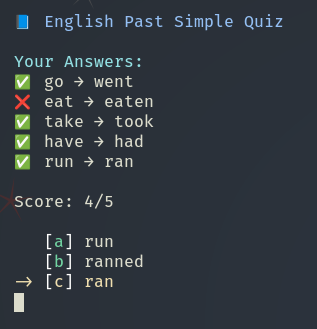 📘 English Past Simple Quiz
Your Answers:
✅ go → went
❌ eat → eaten
✅ take → took
✅ have → had
✅ run → ran
Score: 4/5
[a] run
[b] ranned
→ [c] ran